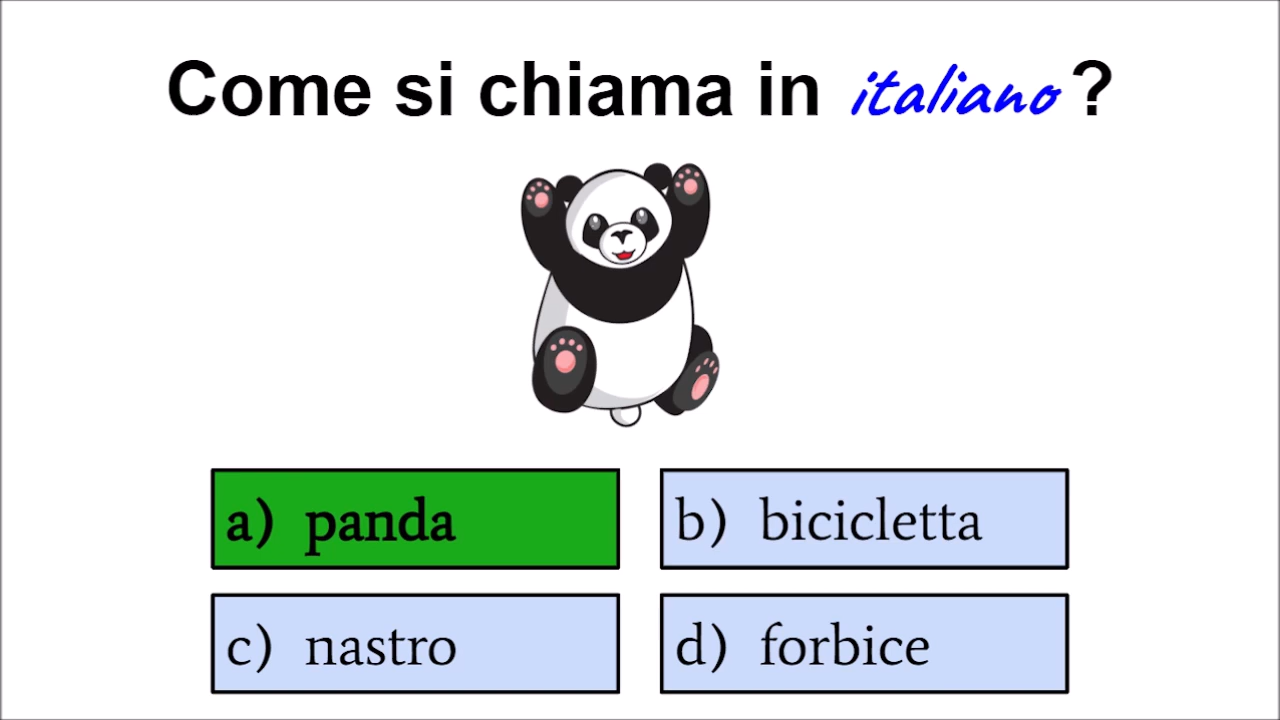 Come si chiama in italiano ?
a) panda
b) bicicletta
c) nastro
d) forbice